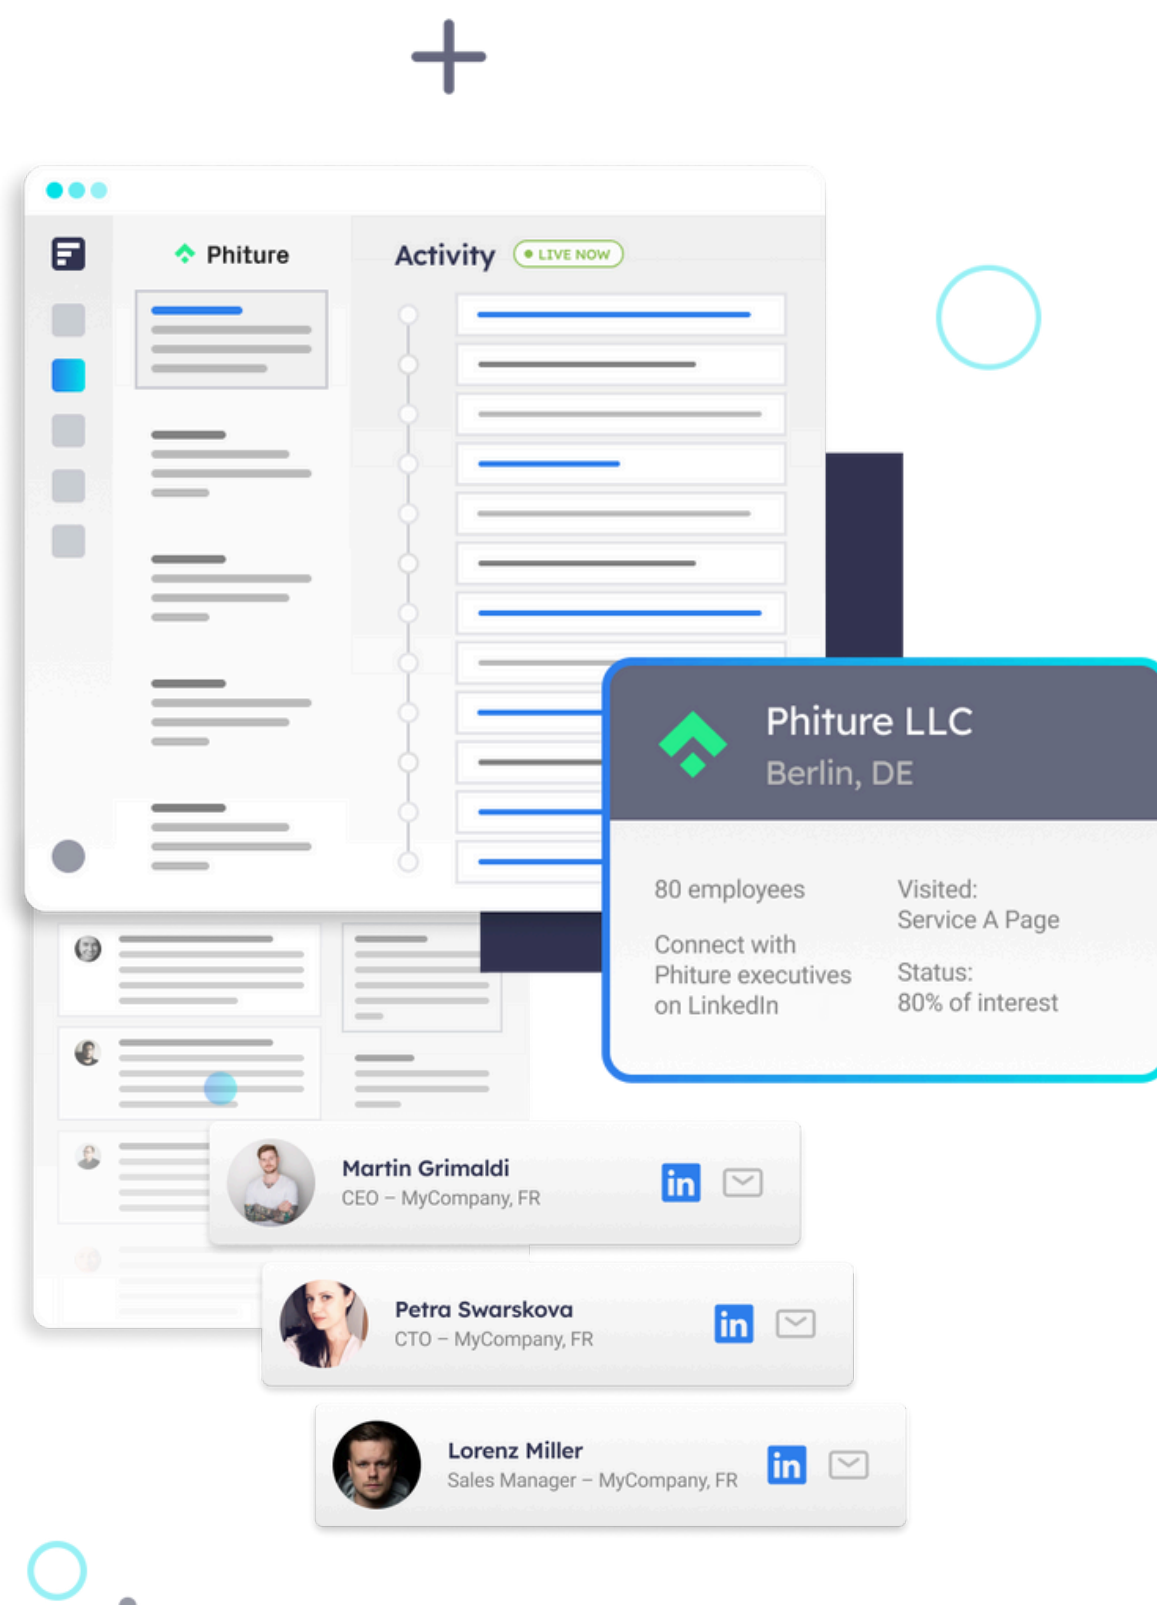 Phiture
Activity
LIVE NOW
Phiture LLC
Berlin, DE
80 employees
Connect with
Phiture executives
on LinkedIn
Visited:
Service A Page
Status:
80% of interest
Martin Grimaldi
CEO – MyCompany, FR
in
Petra Swarskova
CTO – MyCompany, FR
in
Lorenz Miller
Sales Manager – MyCompany, FR
in